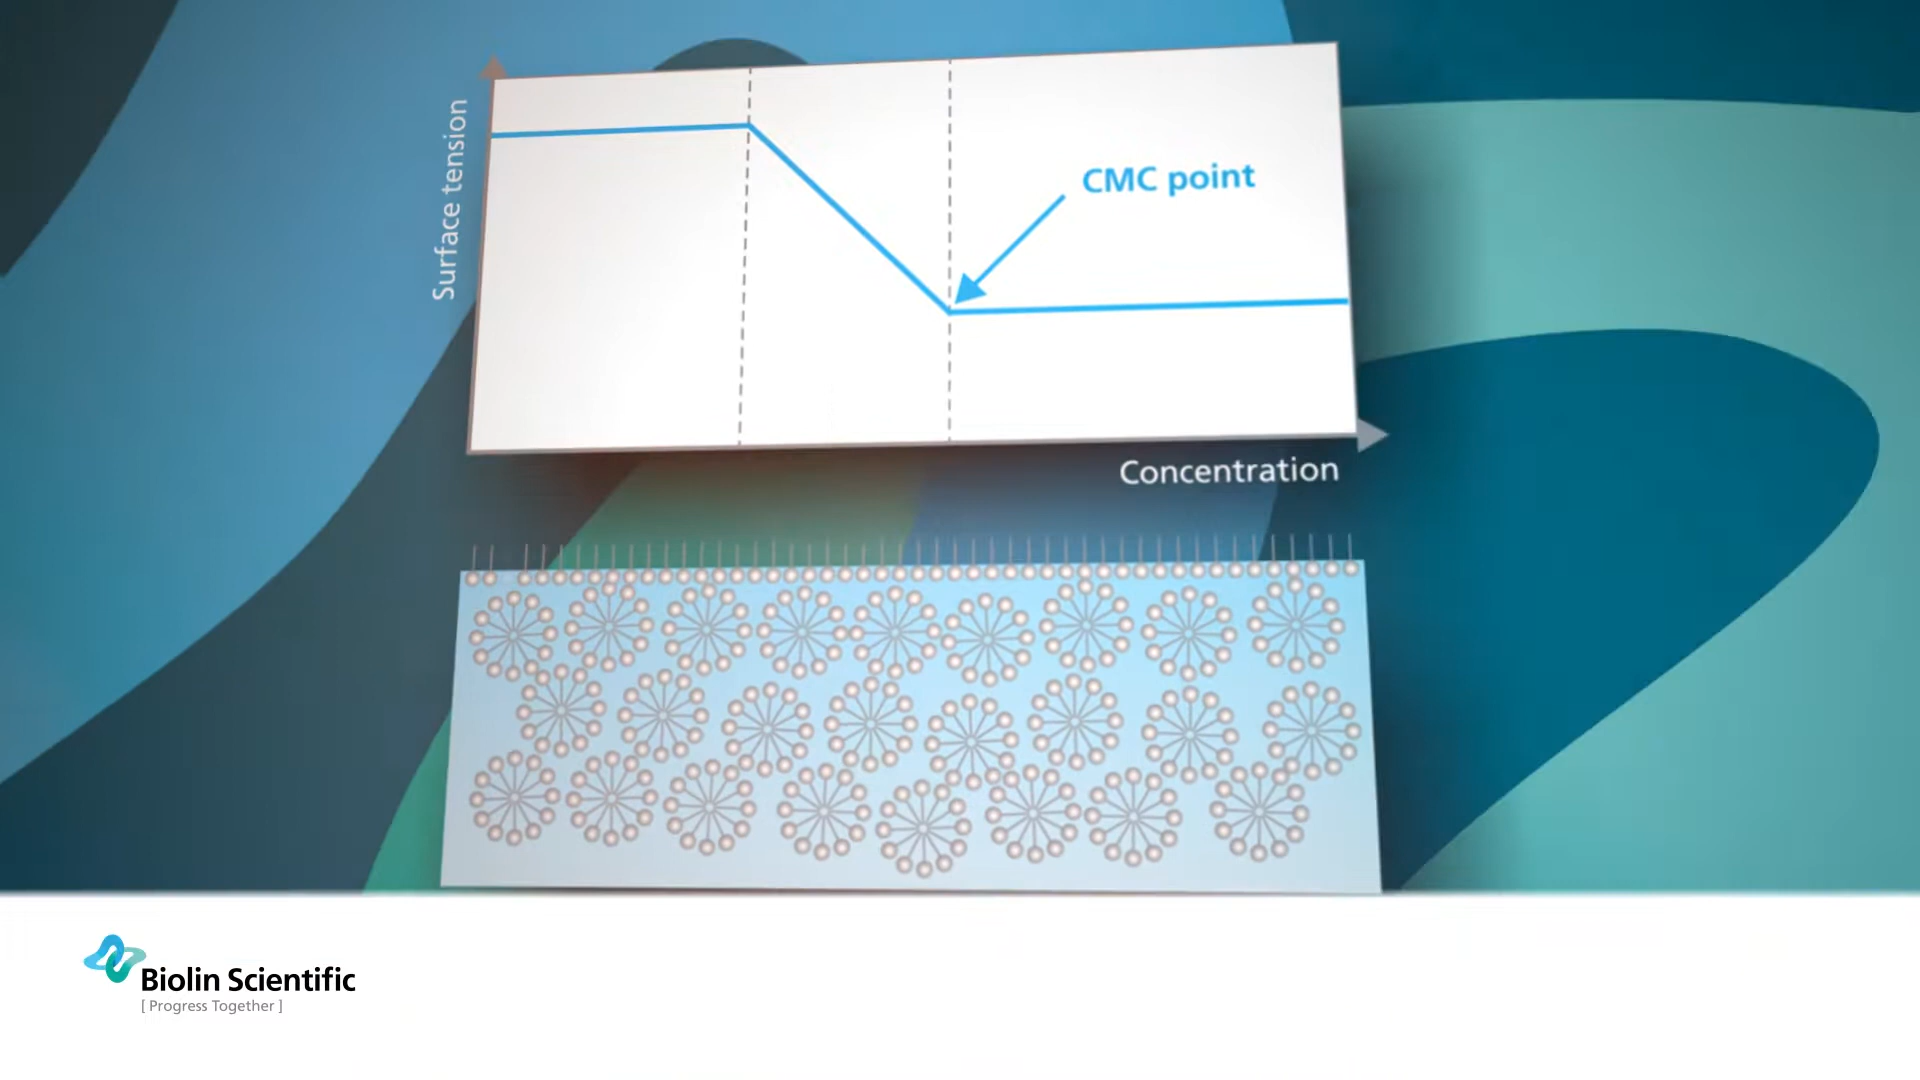 Surface tension
CMC point
Concentration
Biolin Scientific
[ Progress Together ]